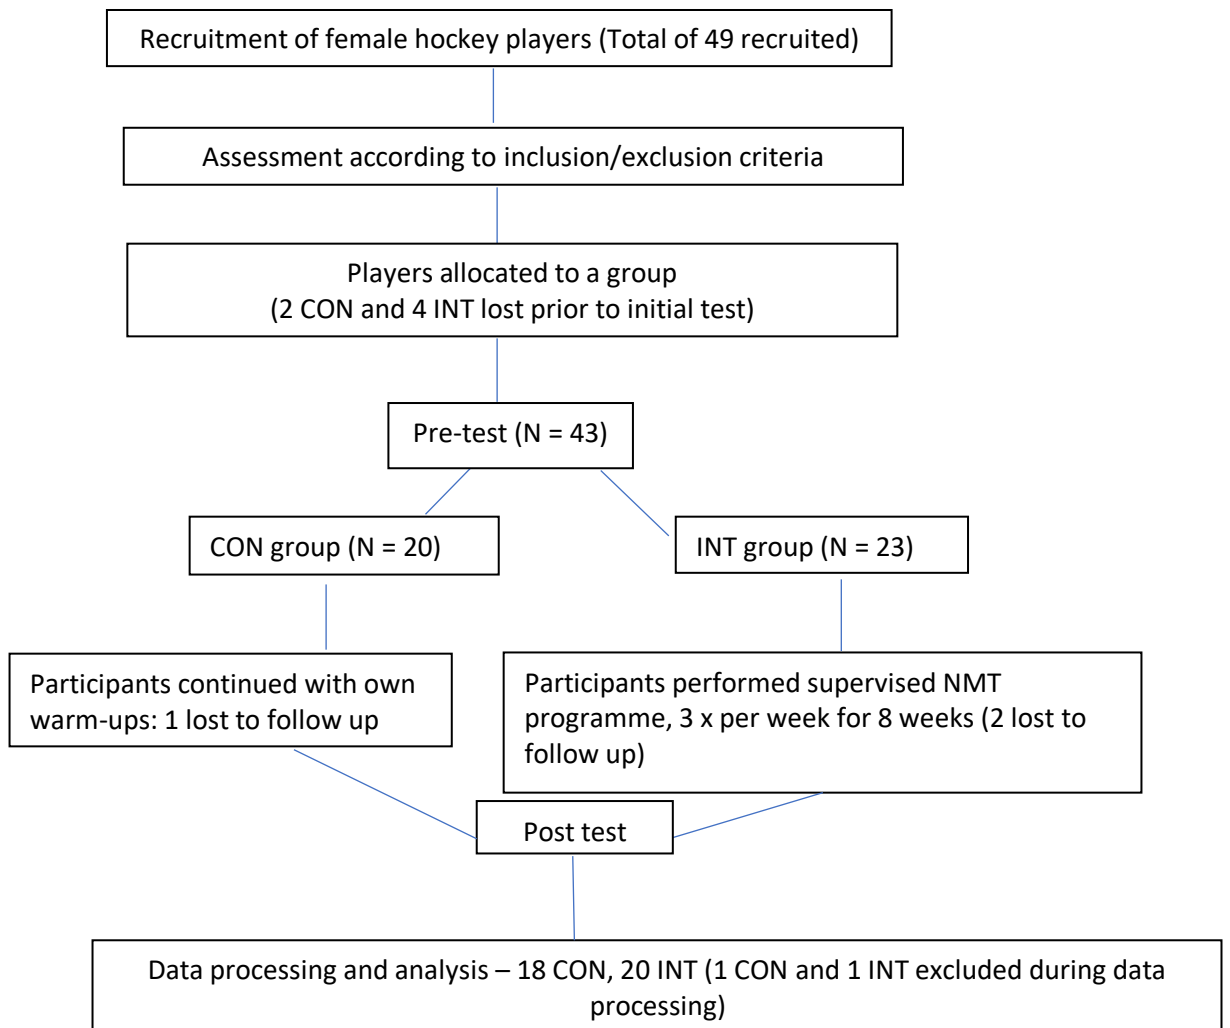 Recruitment of female hockey players (Total of 49 recruited)
Assessment according to inclusion/exclusion criteria
Players allocated to a group
(2 CON and 4 INT lost prior to initial test)
Pre-test (N = 43)
CON group (N = 20)
INT group (N = 23)
Participants continued with own
warm-ups: 1 lost to follow up
Participants performed supervised NMT
programme, 3 x per week for 8 weeks (2 lost to
follow up)
Post test
Data processing and analysis – 18 CON, 20 INT (1 CON and 1 INT excluded during data
processing)